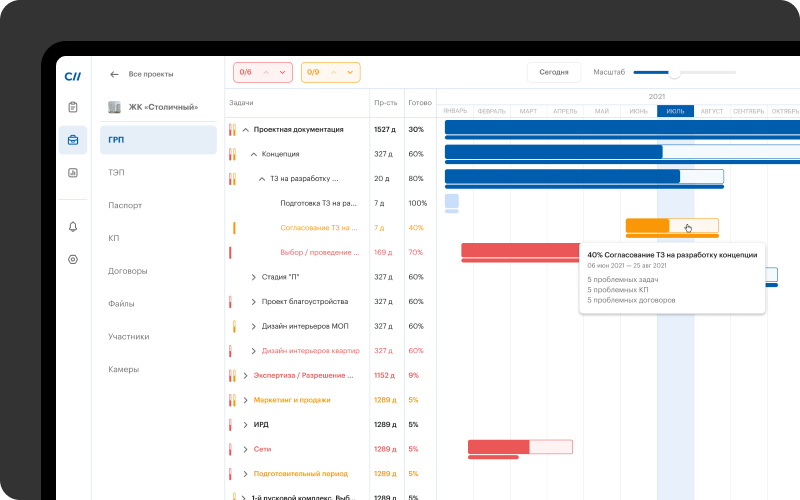 СИ
Все проекты
ЖК «Столичный»
ГРП
ТЭП
Паспорт
КП
Договоры
Файлы
Участники
Камеры
0/6
0/9
Сегодня
Масштаб
Задачи
Пр-сть
Готово
2021
ЯНВАРЬ ФЕВРАЛЬ МАРТ АПРЕЛЬ МАЙ ИЮНЬ ИЮЛЬ АВГУСТ СЕНТЯБРЬ ОКТЯБРЬ
Проектная документация 1527 д 30%
Концепция 327 д 60%
ТЗ на разработку ... 20 д 80%
Подготовка ТЗ на ра... 7 д 100%
Согласование ТЗ на ... 7 д 40%
Выбор / проведение ... 169 д 70%
Стадия "П" 327 д 60%
Проект благоустройства 327 д 60%
Дизайн интерьеров МОП 327 д 60%
Дизайн интерьеров квартир 327 д 60%
Экспертиза / Разрешение ... 1152 д 9%
Маркетинг и продажи 1289 д 5%
ИРД 1289 д 5%
Сети 1289 д 5%
Подготовительный период 1289 д 5%
1-й пусковой комплекс. Выб... 1289 д 5%
40% Согласование ТЗ на разработку концепции
06 июн 2021 — 25 авг 2021
5 проблемных задач
5 проблемных КП
5 проблемных договоров